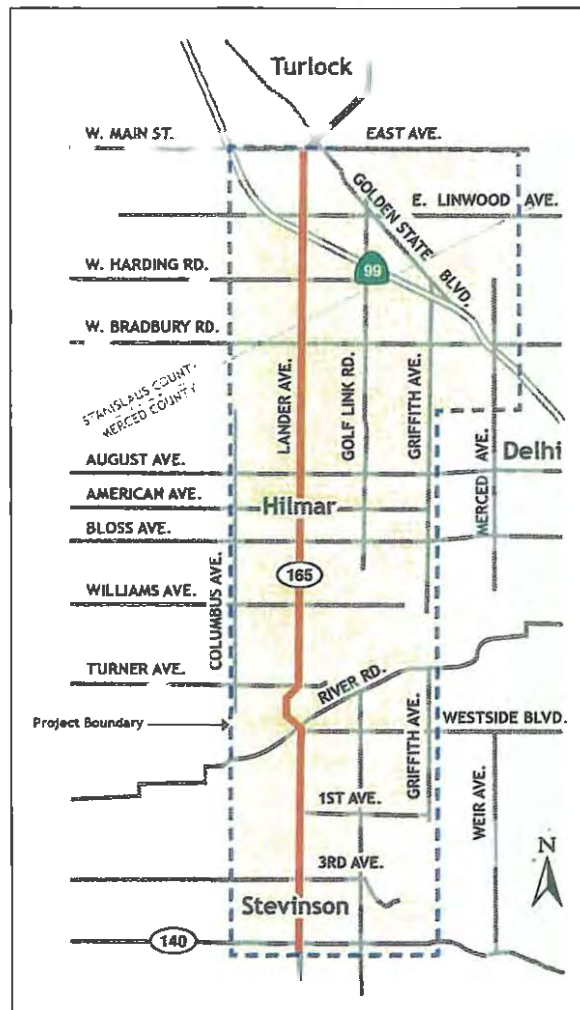 Turlock
W. MAIN ST.
EAST AVE.
GOLDEN STATE BLVD.
E. LINWOOD AVE.
W. HARDING RD.
99
W. BRADBURY RD.
STANISLAUS COUNTY
MERCED COUNTY
LANDER AVE.
GOLF LINK RD.
GRIFFITH AVE.
MERCED AVE.
Delhi
AUGUST AVE.
AMERICAN AVE.
Hilmar
BLOSS AVE.
COLUMBUS AVE.
165
WILLIAMS AVE.
TURNER AVE.
RIVER RD.
Project Boundary
GRIFFITH AVE.
WESTSIDE BLVD.
WEIR AVE.
1ST AVE.
N
3RD AVE.
Stevinson
140